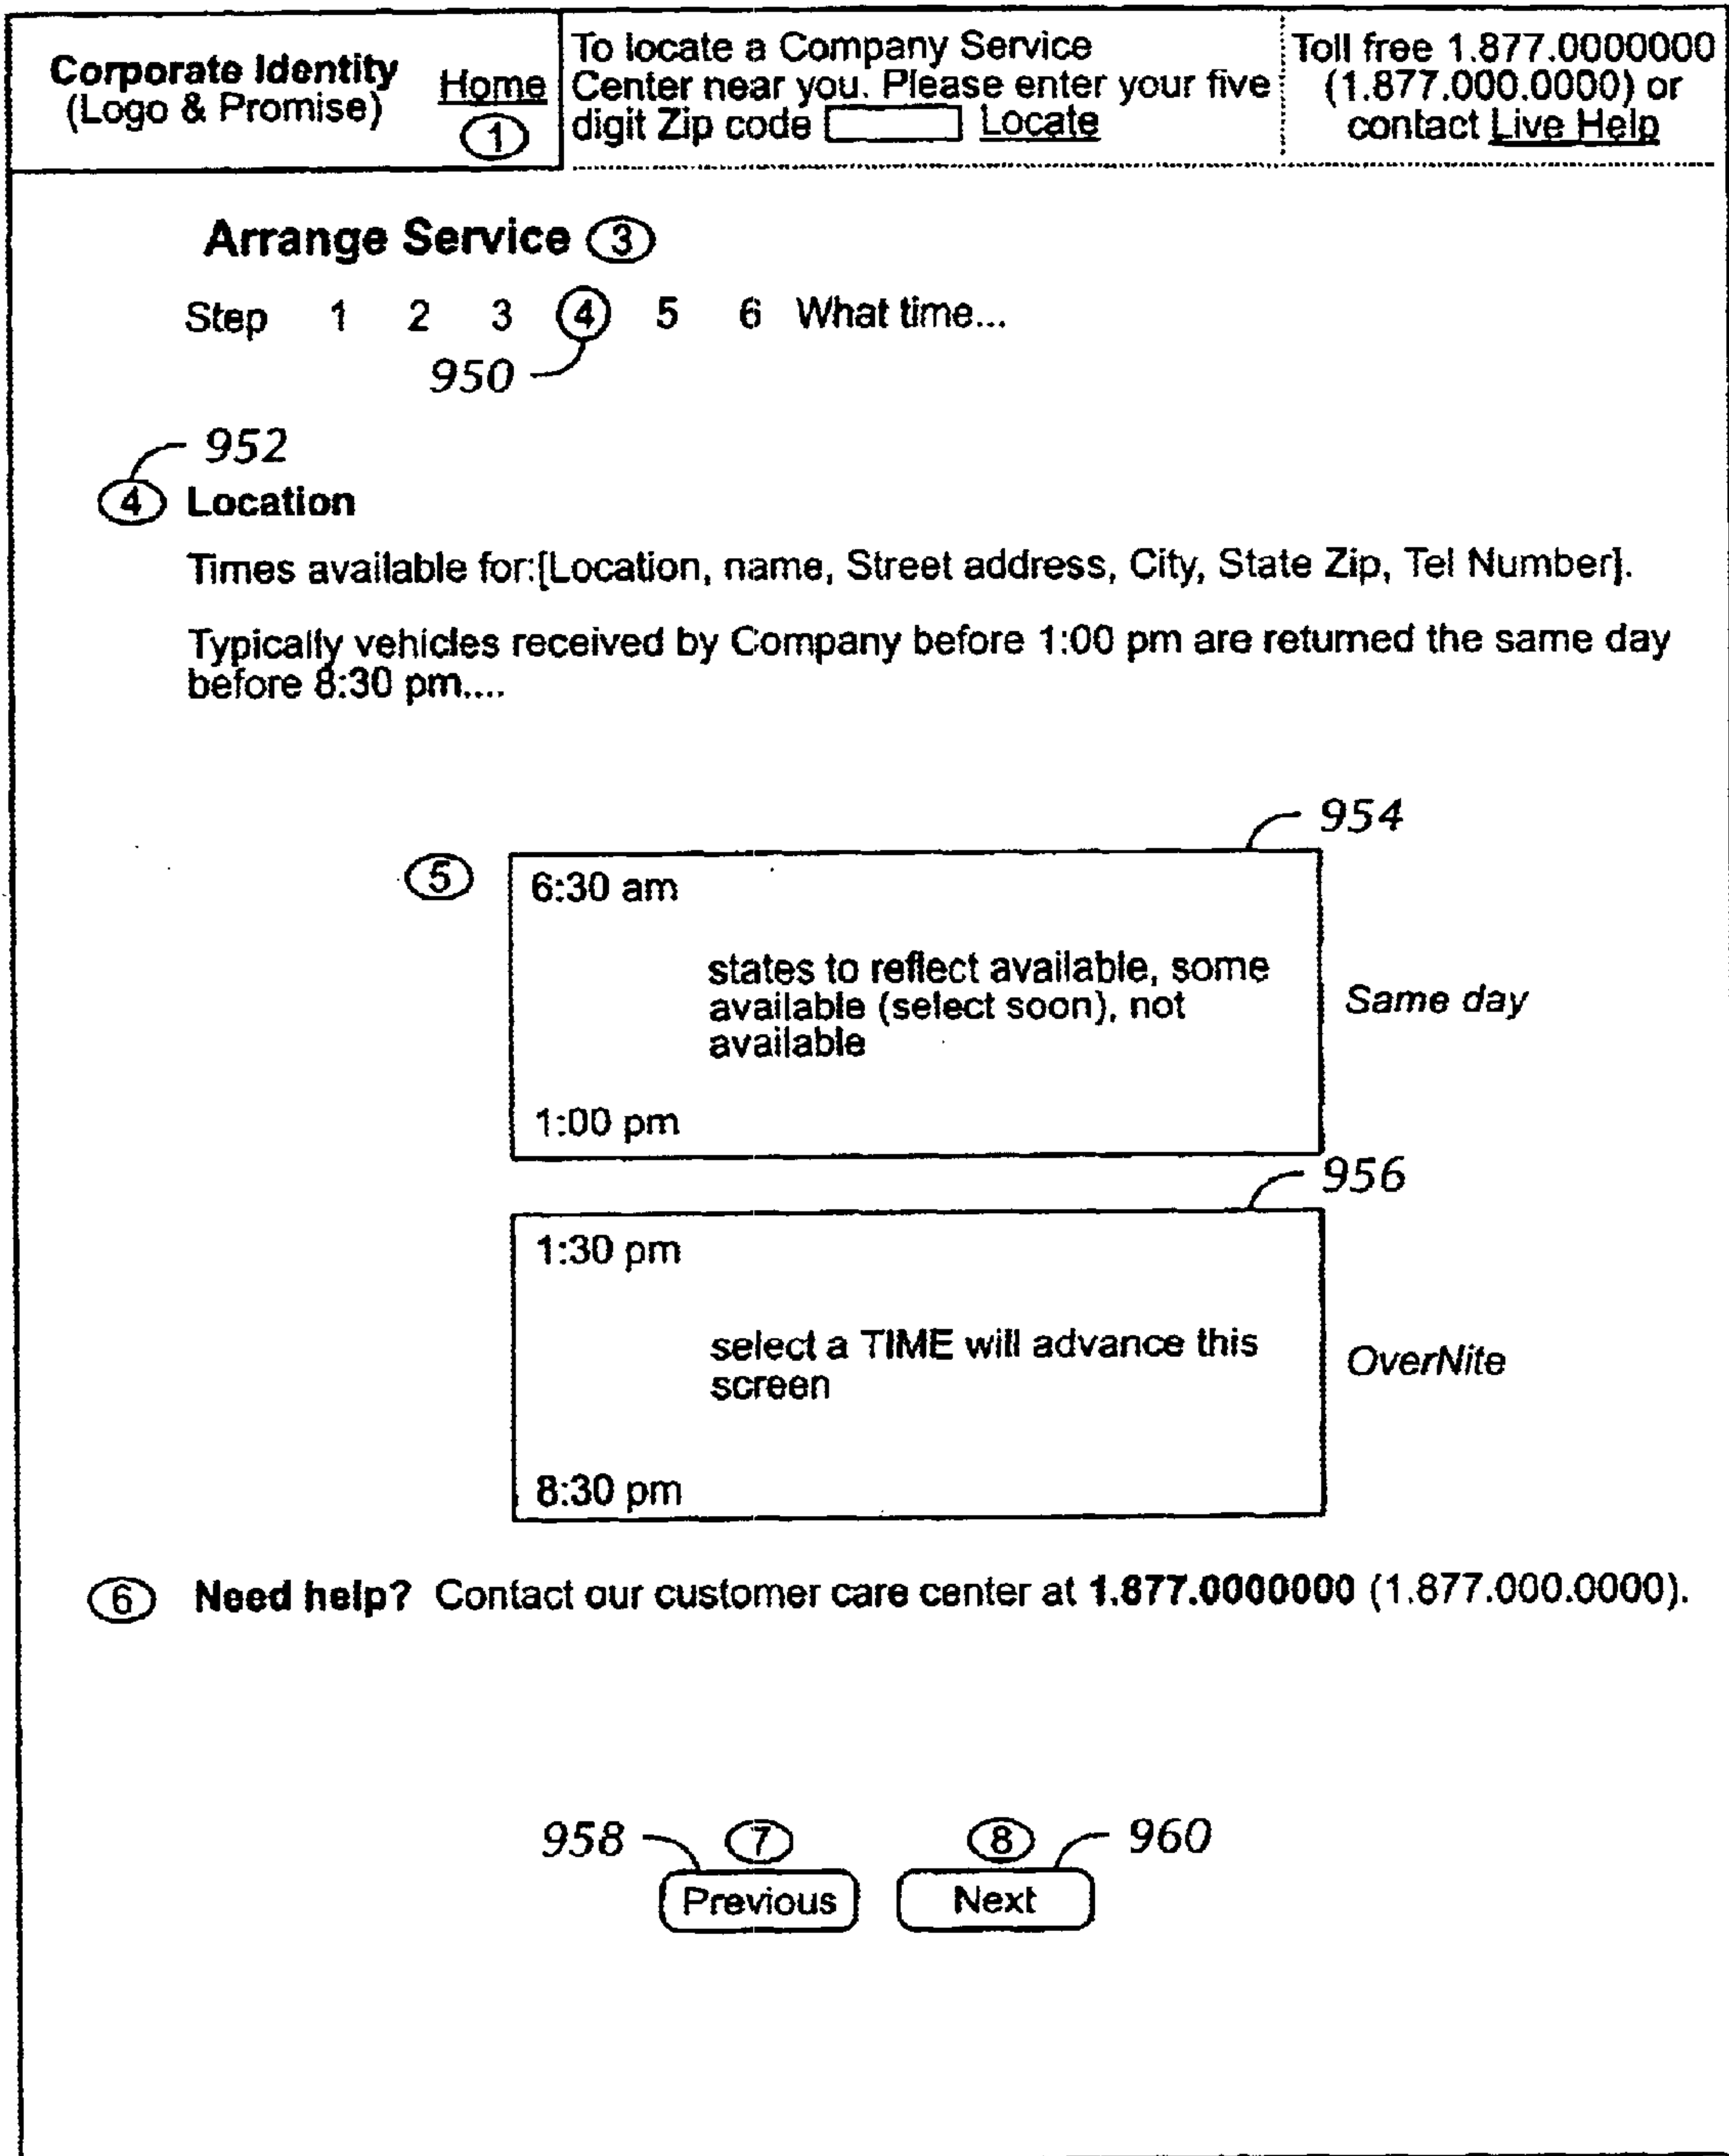 Corporate Identity
(Logo & Promise)
Home
1
To locate a Company Service
Center near you. Please enter your five
digit Zip code Locate
Toll free 1.877.0000000
(1.877.000.0000) or
contact Live Help
Arrange Service 3
Step 1 2 3 4 5 6 What time...
950
952
4 Location
Times available for:[Location, name, Street address, City, State Zip, Tel Number].
Typically vehicles received by Company before 1:00 pm are returned the same day
before 8:30 pm....
954
5
6:30 am
states to reflect available, some
available (select soon), not
available
Same day
1:00 pm
956
1:30 pm
select a TIME will advance this
screen
OverNite
8:30 pm
6 Need help? Contact our customer care center at 1.877.0000000 (1.877.000.0000).
958 7 8 960
Previous Next